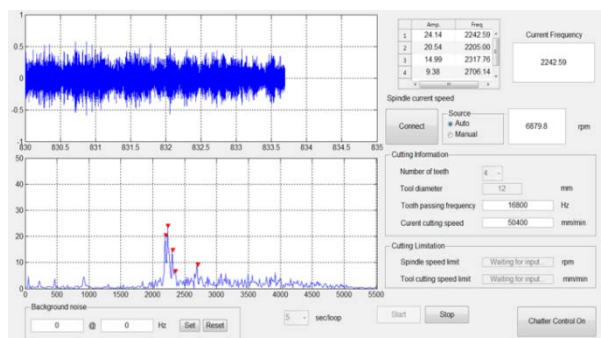 1
0.5
0
-0.5
-1
830 830.5 831 831.5 832 832.5 833 833.5 834 834.5 835
50
40
30
20
10
0
0 500 1000 1500 2000 2500 3000 3500 4000 4500 5000 5500
Background noise
0 @ 0 Hz Set Reset
5 sec/loop
Start Stop
Amp. Freq.
1 24.14 2242.59
2 20.54 2205.00
3 14.99 2317.76
4 9.38 2706.14
Current Frequency
2242.59
Spindle current speed
Connect
Source
Auto
Manual
6879.8 rpm
Cutting Information
Number of teeth 4
Tool diameter 12 mm
Tooth passing frequency 16800 Hz
Curent cutting speed 50400 mm/min
Cutting Limitation
Spindle speed limit Waiting for input... rpm
Tool cutting speed limit Waiting for input... mm/min
Chatter Control On